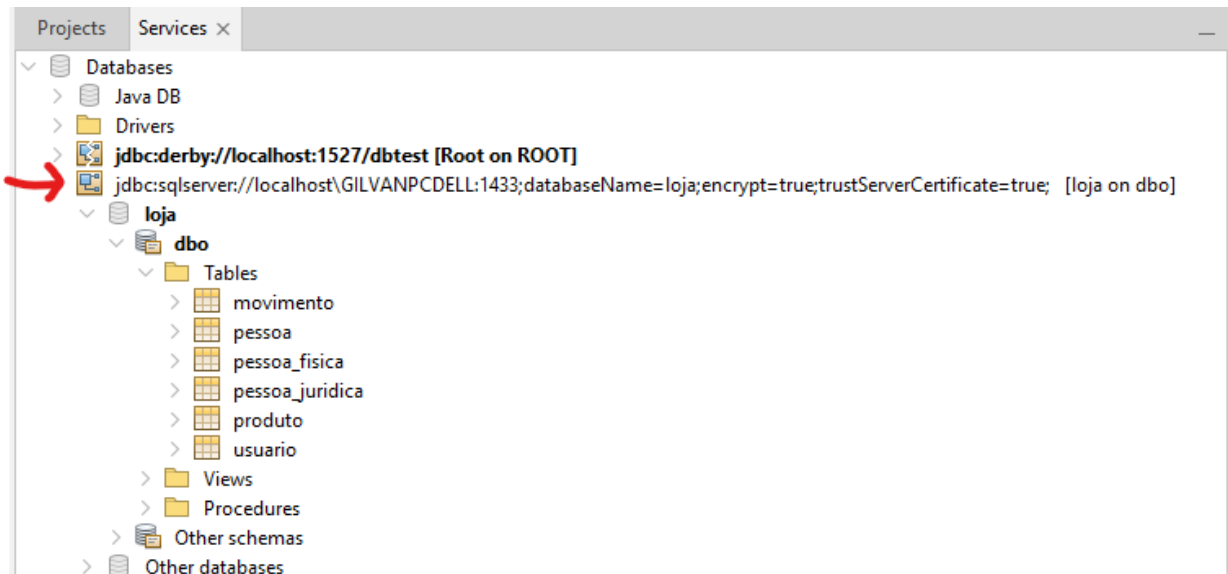 Projects Services
Databases
Java DB
Drivers
jdbc:derby://localhost:1527/dbtest [Root on ROOT]
jdbc:sqlserver://localhost\GILVANPCDELL:1433;databaseName=loja;encrypt=true;trustServerCertificate=true; [loja on dbo]
loja
dbo
Tables
movimento
pessoa
pessoa_fisica
pessoa_juridica
produto
usuario
Views
Procedures
Other schemas
Other databases